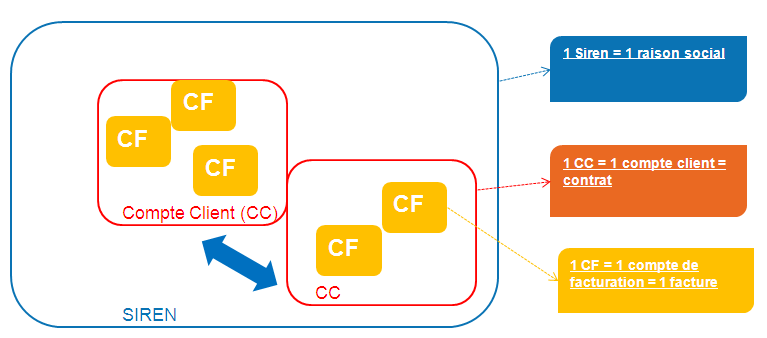 CF
CF
CF
Compte Client (CC)
CF
CF
CC
SIREN
1 Siren = 1 raison social
1 CC = 1 compte client =
contrat
1 CF = 1 compte de
facturation = 1 facture